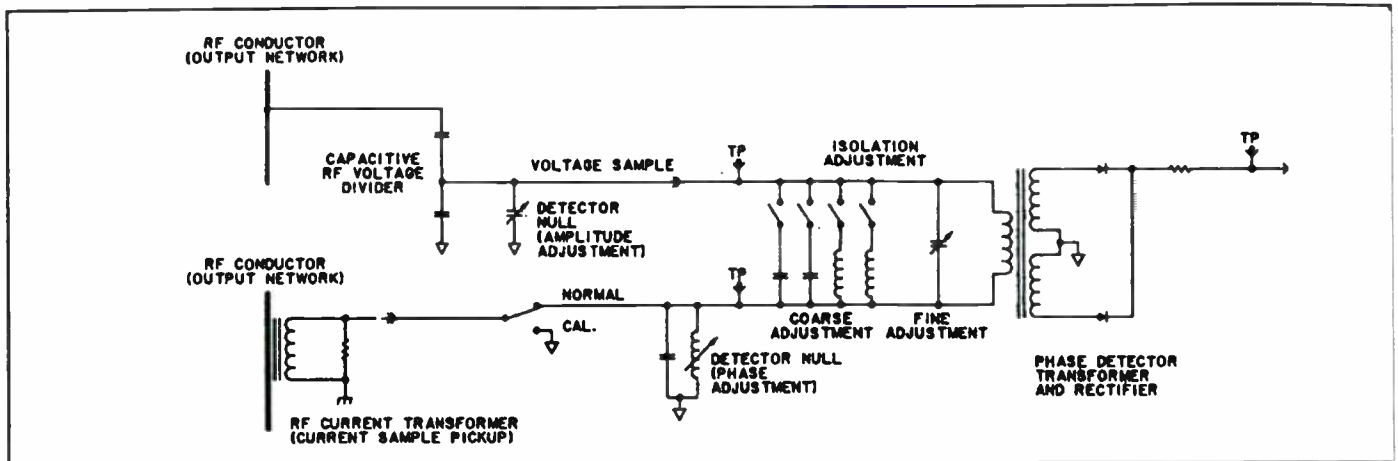 RF CONDUCTOR
(OUTPUT NETWORK)
CAPACITIVE
RF VOLTAGE
DIVIDER
VOLTAGE SAMPLE
DETECTOR
NULL
(AMPLITUDE
ADJUSTMENT)
TP
ISOLATION
ADJUSTMENT
TP
RF CONDUCTOR
(OUTPUT NETWORK)
NORMAL
CAL.
TP
COARSE
ADJUSTMENT
FINE
ADJUSTMENT
DETECTOR NULL
(PHASE
ADJUSTMENT)
PHASE DETECTOR
TRANSFORMER
AND RECTIFIER
RF CURRENT TRANSFORMER
(CURRENT SAMPLE PICKUP)